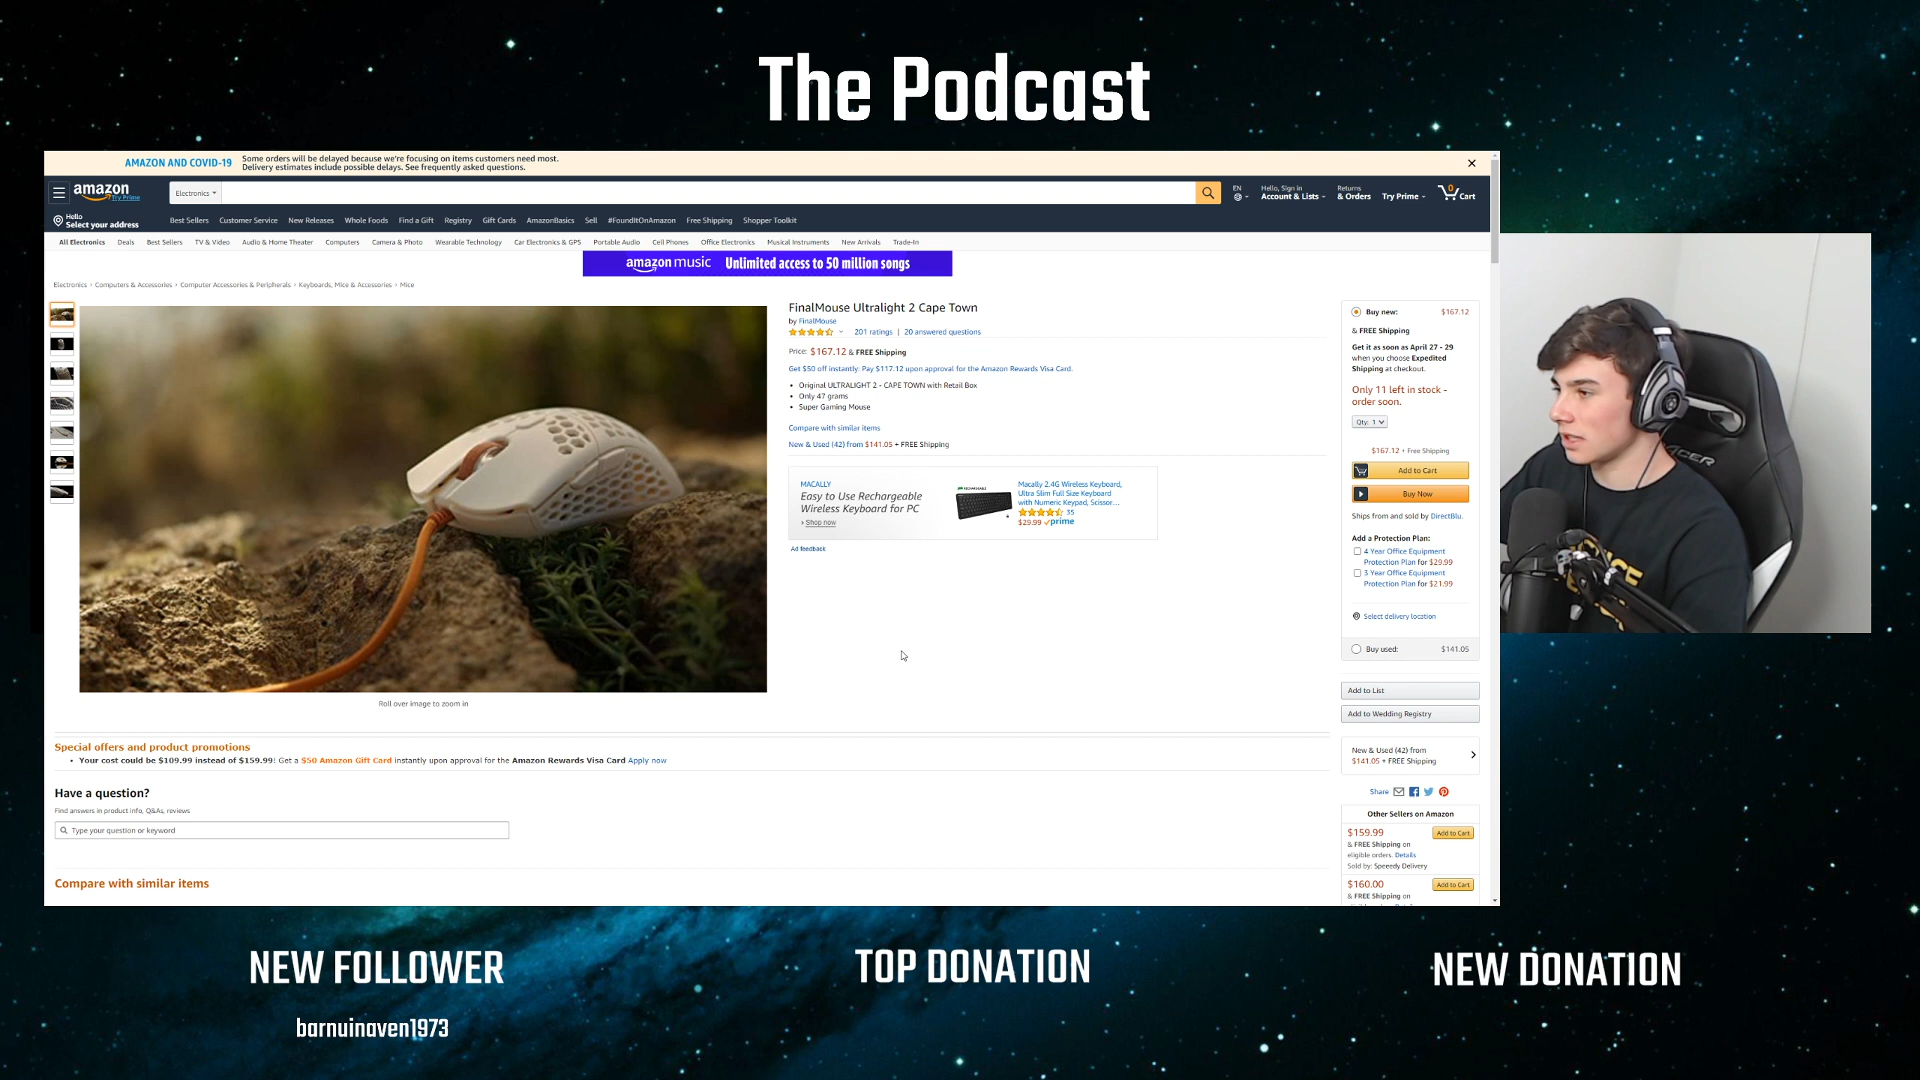 The Podcast
AMAZON AND COVID-19
Some orders will be delayed because we're focusing on items customers need most.
Delivery estimates include possible delays. See frequently asked questions.
amazon
Try Prime
Electronics
EN
Hello, Sign in
Account & Lists
Returns
& Orders
Try Prime
0
Cart
Hello
Select your address
Best Sellers Customer Service New Releases Whole Foods Find a Gift Registry Gift Cards AmazonBasics Sell #FoundItOnAmazon Free Shipping Shopper Toolkit
All Electronics Deals Best Sellers TV & Video Audio & Home Theater Computers Camera & Photo Wearable Technology Car Electronics & GPS Portable Audio Cell Phones Office Electronics Musical Instruments New Arrivals Trade-In
amazon music Unlimited access to 50 million songs
Electronics › Computers & Accessories › Computer Accessories & Peripherals › Keyboards, Mice & Accessories › Mice
Roll over image to zoom in
FinalMouse Ultralight 2 Cape Town
by FinalMouse
201 ratings | 20 answered questions
Price: $167.12 & FREE Shipping
Get $50 off instantly: Pay $117.12 upon approval for the Amazon Rewards Visa Card.
• Original ULTRALIGHT 2 - CAPE TOWN with Retail Box
• Only 47 grams
• Super Gaming Mouse
Compare with similar items
New & Used (42) from $141.05 + FREE Shipping
MACALLY
Easy to Use Rechargeable
Wireless Keyboard for PC
› Shop now
Macally 2.4G Wireless Keyboard,
Ultra Slim Full Size Keyboard
with Numeric Keypad, Scissor...
35
$29.99 prime
Ad feedback
Buy new: $167.12
& FREE Shipping
Get it as soon as April 27 - 29
when you choose Expedited
Shipping at checkout.
Only 11 left in stock -
order soon.
Qty: 1
$167.12 + Free Shipping
Add to Cart
Buy Now
Ships from and sold by DirectBlu.
Add a Protection Plan:
4 Year Office Equipment
Protection Plan for $29.99
3 Year Office Equipment
Protection Plan for $21.99
Select delivery location
Buy used: $141.05
Add to List
Add to Wedding Registry
New & Used (42) from
$141.05 + FREE Shipping
Share
Other Sellers on Amazon
$159.99
Add to Cart
& FREE Shipping on
eligible orders. Details
Sold by: Speeedy Delivery
$160.00
Add to Cart
& FREE Shipping on
Special offers and product promotions
• Your cost could be $109.99 instead of $159.99! Get a $50 Amazon Gift Card instantly upon approval for the Amazon Rewards Visa Card Apply now
Have a question?
Find answers in product info, Q&As, reviews
Type your question or keyword
Compare with similar items
NEW FOLLOWER
barnuinaven1973
TOP DONATION
NEW DONATION